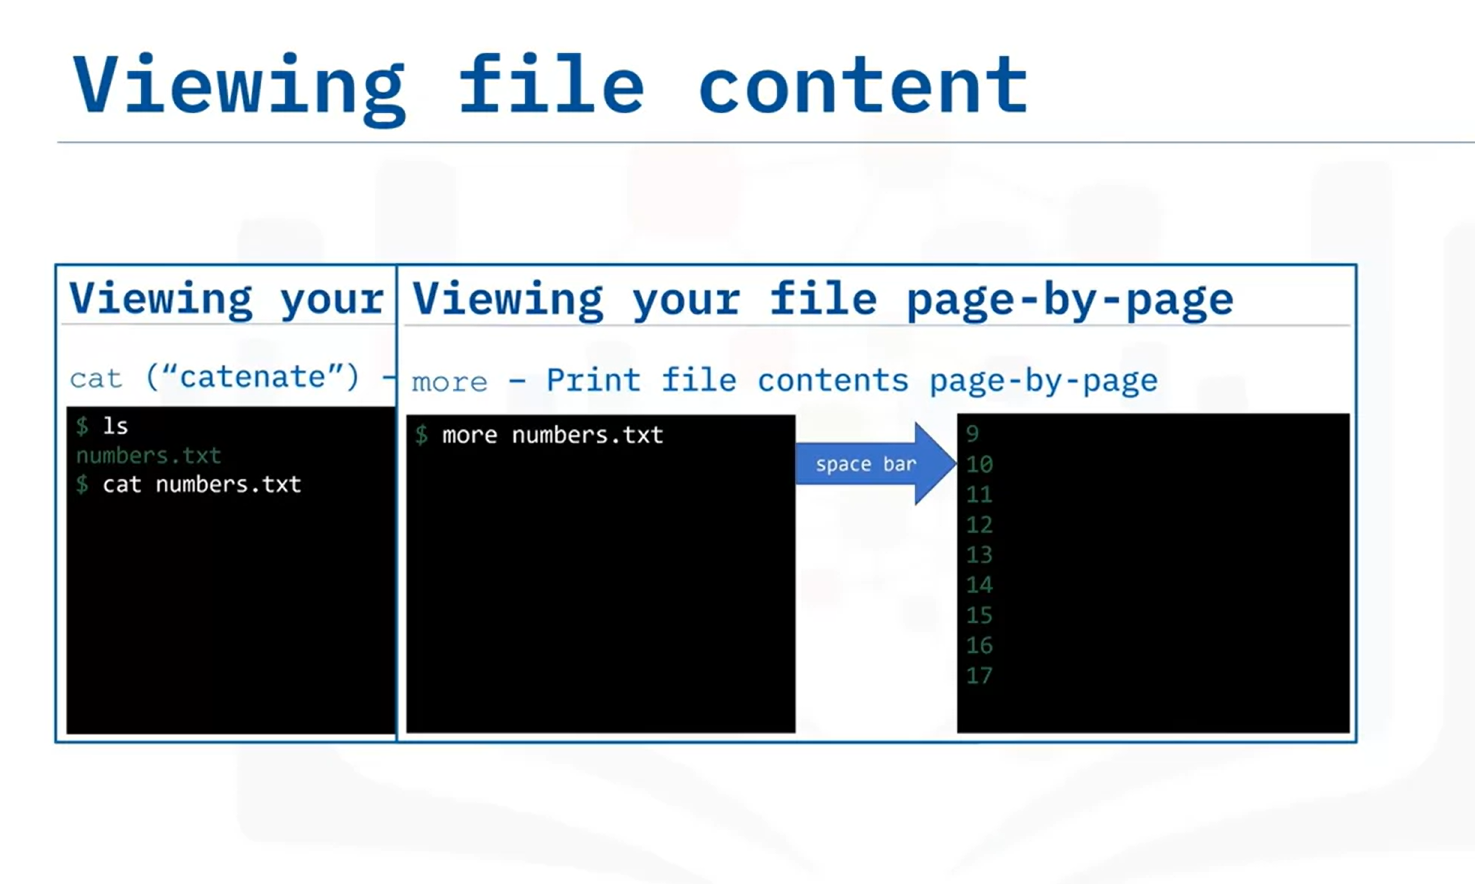 Viewing file content
Viewing your
cat (“catenate”) –
$ ls
numbers.txt
$ cat numbers.txt
Viewing your file page-by-page
more – Print file contents page-by-page
$ more numbers.txt
space bar
9
10
11
12
13
14
15
16
17